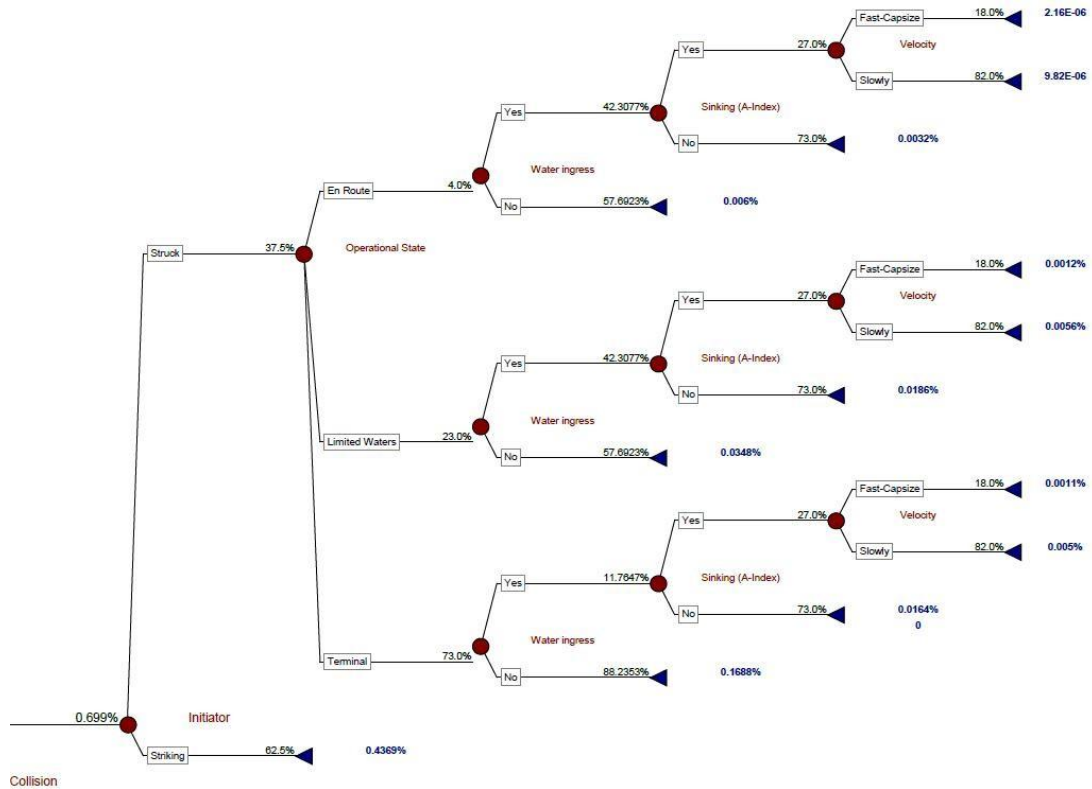 Fast-Capsize 18.0% 2.16E-06
Yes 27.0% Velocity
Slowly 82.0% 9.82E-06
Yes 42.3077% Sinking (A-Index)
No 73.0% 0.0032%
En Route 4.0% Water ingress
No 57.6923% 0.006%
Struck 37.5% Operational State
Fast-Capsize 18.0% 0.0012%
Yes 27.0% Velocity
Slowly 82.0% 0.0056%
Yes 42.3077% Sinking (A-Index)
No 73.0% 0.0186%
Limited Waters 23.0% Water ingress
No 57.6923% 0.0348%
Fast-Capsize 18.0% 0.0011%
Yes 27.0% Velocity
Slowly 82.0% 0.005%
Yes 11.7647% Sinking (A-Index)
No 73.0% 0.0164%
0
Terminal 73.0% Water ingress
No 88.2353% 0.1688%
0.699% Initiator
Striking 62.5% 0.4369%
Collision